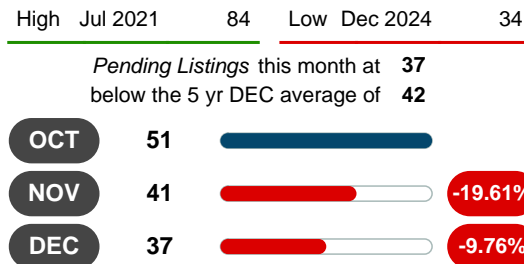 High Jul 2021 84 Low Dec 2024 34
Pending Listings this month at 37
below the 5 yr DEC average of 42
OCT 51
NOV 41 -19.61%
DEC 37 -9.76%